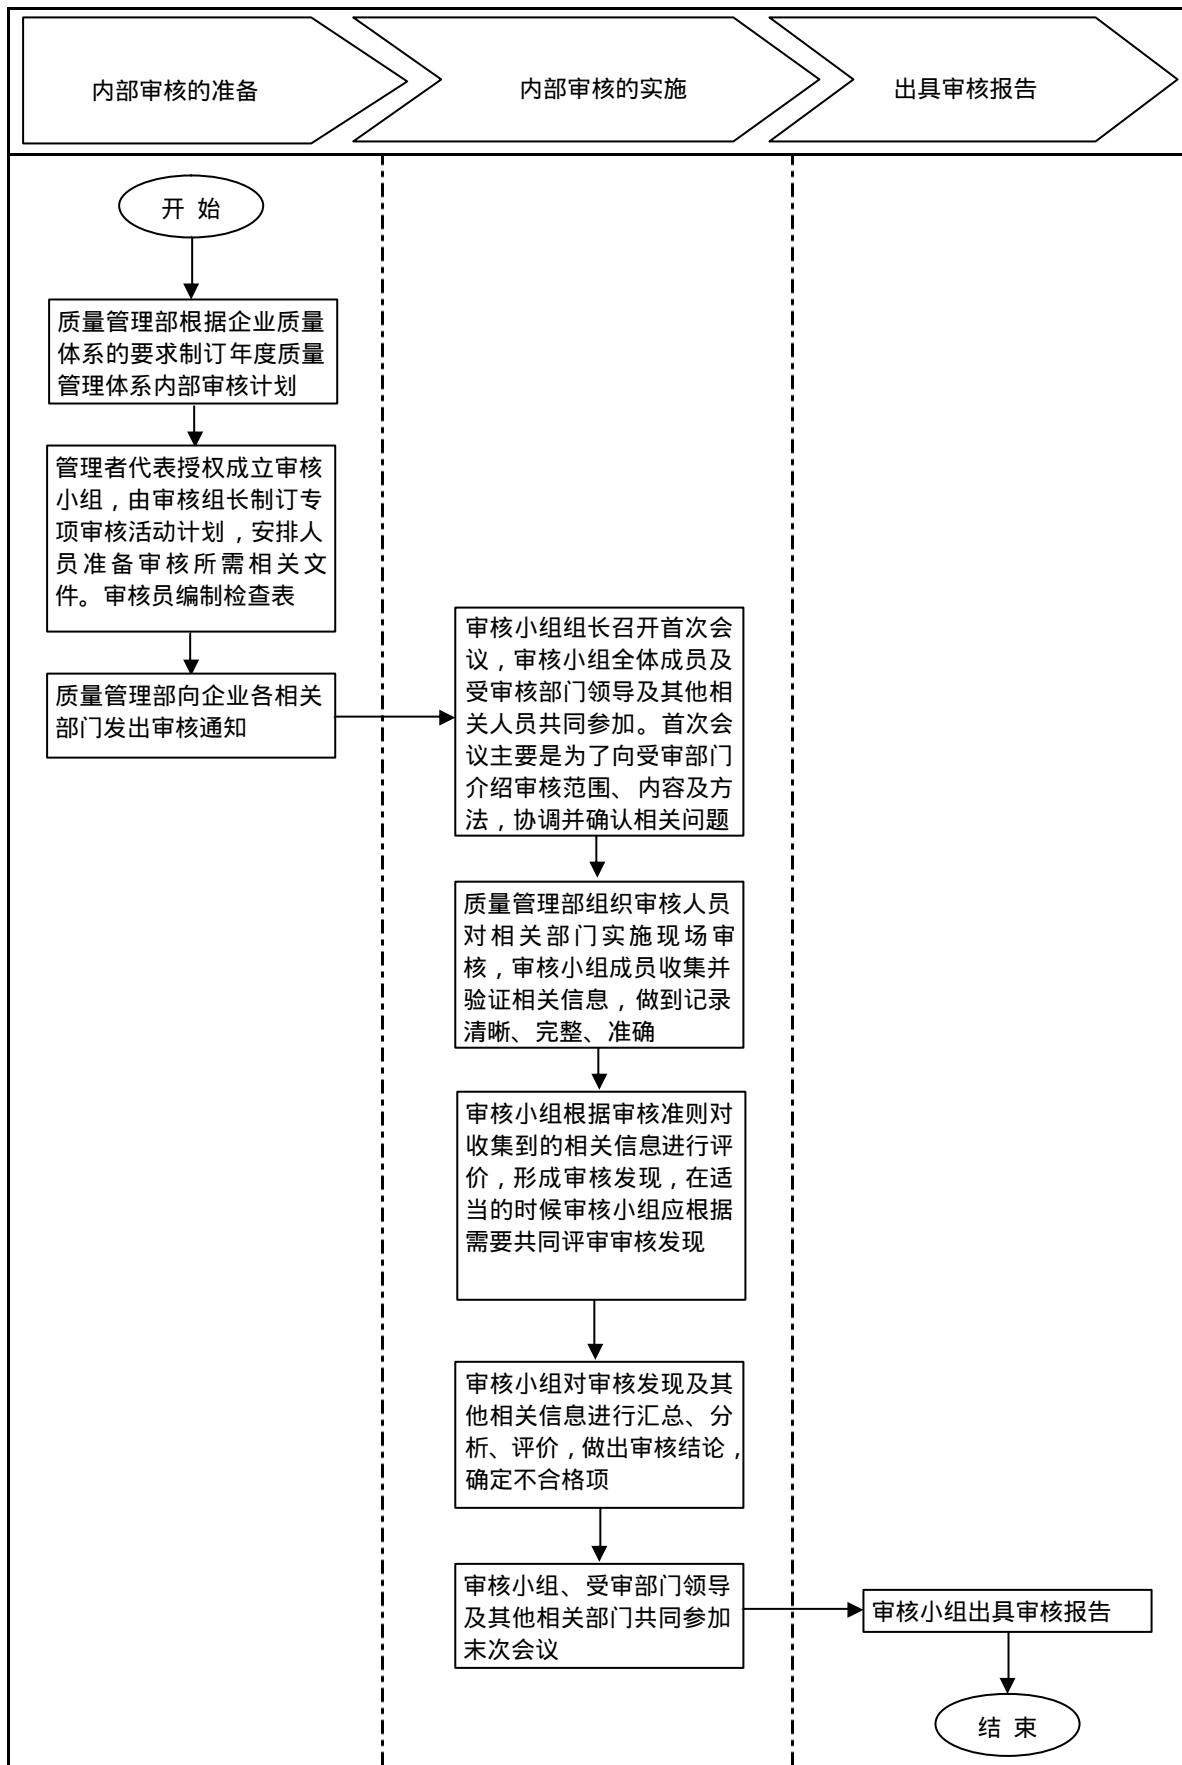 内部审核的准备
内部审核的实施
出具审核报告
开 始
质量管理部根据企业质量
体系的要求制订年度质量
管理体系内部审核计划
管理者代表授权成立审核
小组，由审核组长制订专
项审核活动计划，安排人
员准备审核所需相关文
件。审核员编制检查表
质量管理部向企业各相关
部门发出审核通知
审核小组组长召开首次会
议，审核小组全体成员及
受审核部门领导及其他相
关人员共同参加。首次会
议主要是为了向受审部门
介绍审核范围、内容及方
法，协调并确认相关问题
质量管理部组织审核人员
对相关部门实施现场审
核，审核小组成员收集并
验证相关信息，做到记录
清晰、完整、准确
审核小组根据审核准则对
收集到的相关信息进行评
价，形成审核发现，在适
当的时候审核小组应根据
需要共同评审审核发现
审核小组对审核发现及其
他相关信息进行汇总、分
析、评价，做出审核结论，
确定不合格项
审核小组、受审部门领导
及其他相关部门共同参加
末次会议
审核小组出具审核报告
结 束